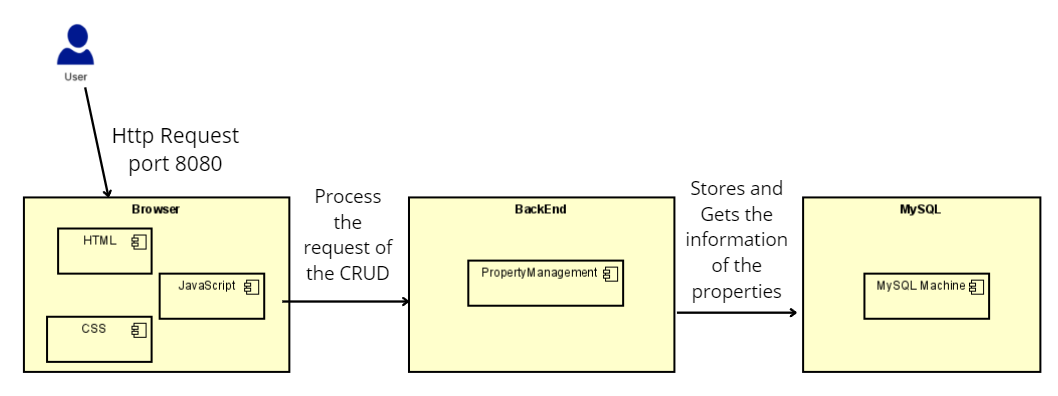 User
Http Request
port 8080
Browser
HTML
JavaScript
CSS
Process
the
request of
the CRUD
BackEnd
PropertyManagement
Stores and
Gets the
information
of the
properties
MySQL
MySQL Machine